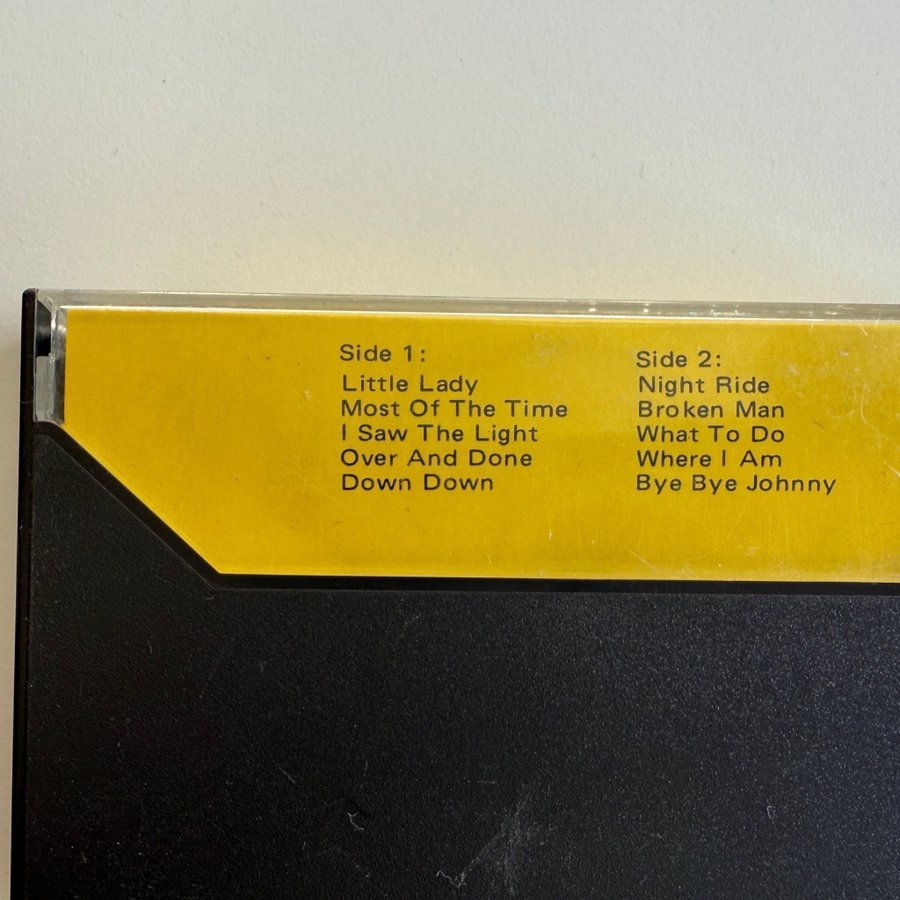 Side 1:
Little Lady
Most Of The Time
I Saw The Light
Over And Done
Down Down
Side 2:
Night Ride
Broken Man
What To Do
Where I Am
Bye Bye Johnny